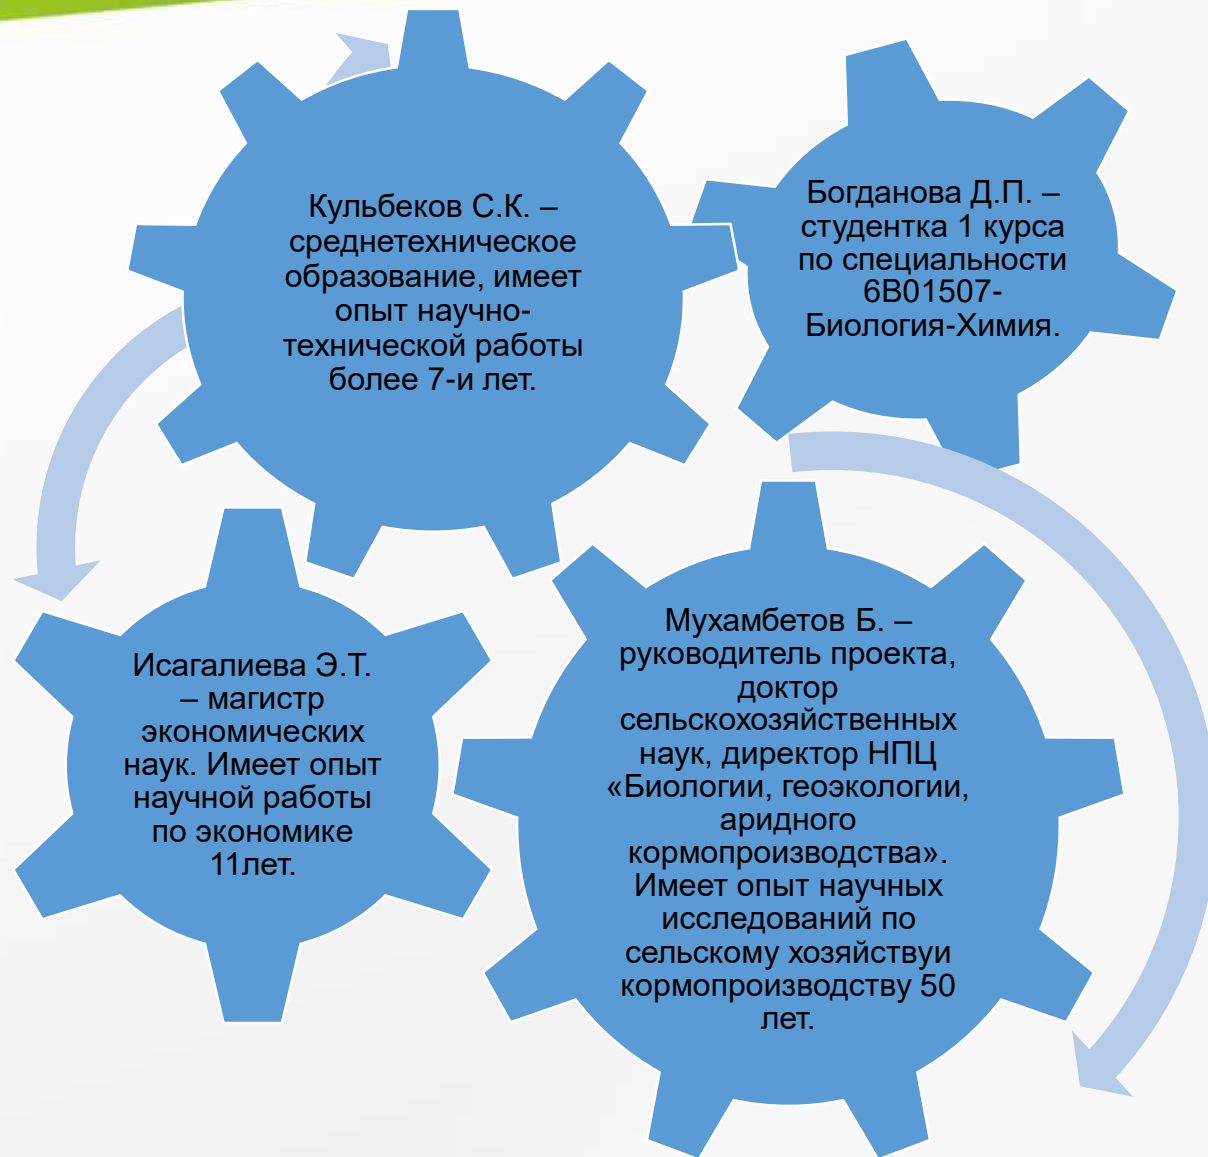 Кульбеков С.К. –
среднетехническое
образование, имеет
опыт научно-
технической работы
более 7-и лет.
Богданова Д.П. –
студентка 1 курса
по специальности
6В01507-
Биология-Химия.
Исагалиева Э.Т.
– магистр
экономических
наук. Имеет опыт
научной работы
по экономике
11лет.
Мухамбетов Б. –
руководитель проекта,
доктор
сельскохозяйственных
наук, директор НПЦ
«Биологии, геоэкологии,
аридного
кормопроизводства».
Имеет опыт научных
исследований по
сельскому хозяйствуи
кормопроизводству 50
лет.